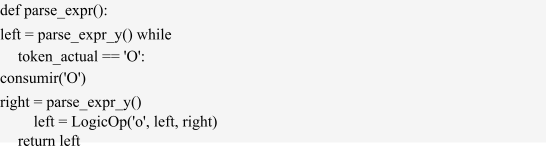 def parse_expr():
left = parse_expr_y() while
token_actual == 'O':
consumir('O')
right = parse_expr_y()
left = LogicOp('o', left, right)
return left